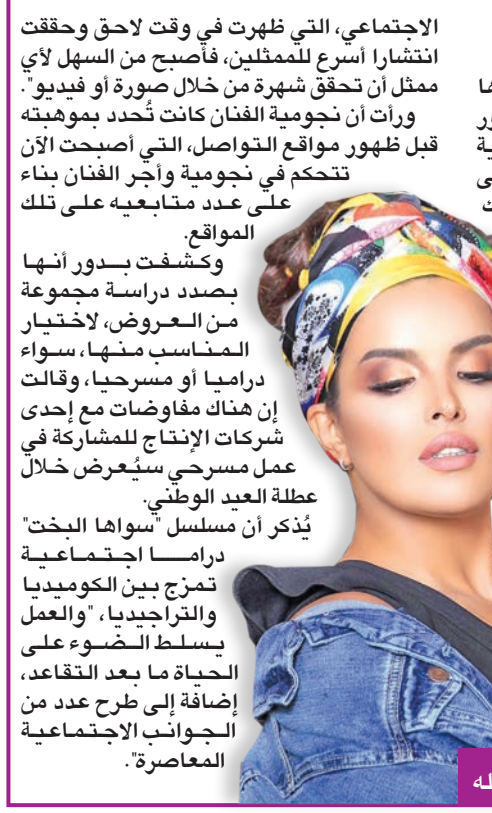 الاجتماعي، التي ظهرت في وقت لاحق وحققت
انتشارا أسرع للممثلين، فأصبح من السهل لأي
ممثل أن تحقق شهرة من خلال صورة أو فيديو".
ورأت أن نجومية الفنان كانت تُحدد بموهبته
قبل ظهور مواقع التواصل، التي أصبحت الآن
تتحكم في نجومية وأجر الفنان بناء
على عدد متابعيه على تلك
المواقع.
وكشفت بدور أنها
بصدد دراسة مجموعة
من العروض، لاختيار
المناسب منها، سواء
دراميا أو مسرحيا، وقالت
إن هناك مفاوضات مع إحدى
شركات الإنتاج للمشاركة في
عمل مسرحي سيُعرض خلال
عطلة العيد الوطني.
يُذكر أن مسلسل "سواها البخت"
دراما اجتماعية
تمزج بين الكوميديا
والتراجيديا، "والعمل
يسلط الضوء على
الحياة ما بعد التقاعد،
إضافة إلى طرح عدد من
الجوانب الاجتماعية
المعاصرة".